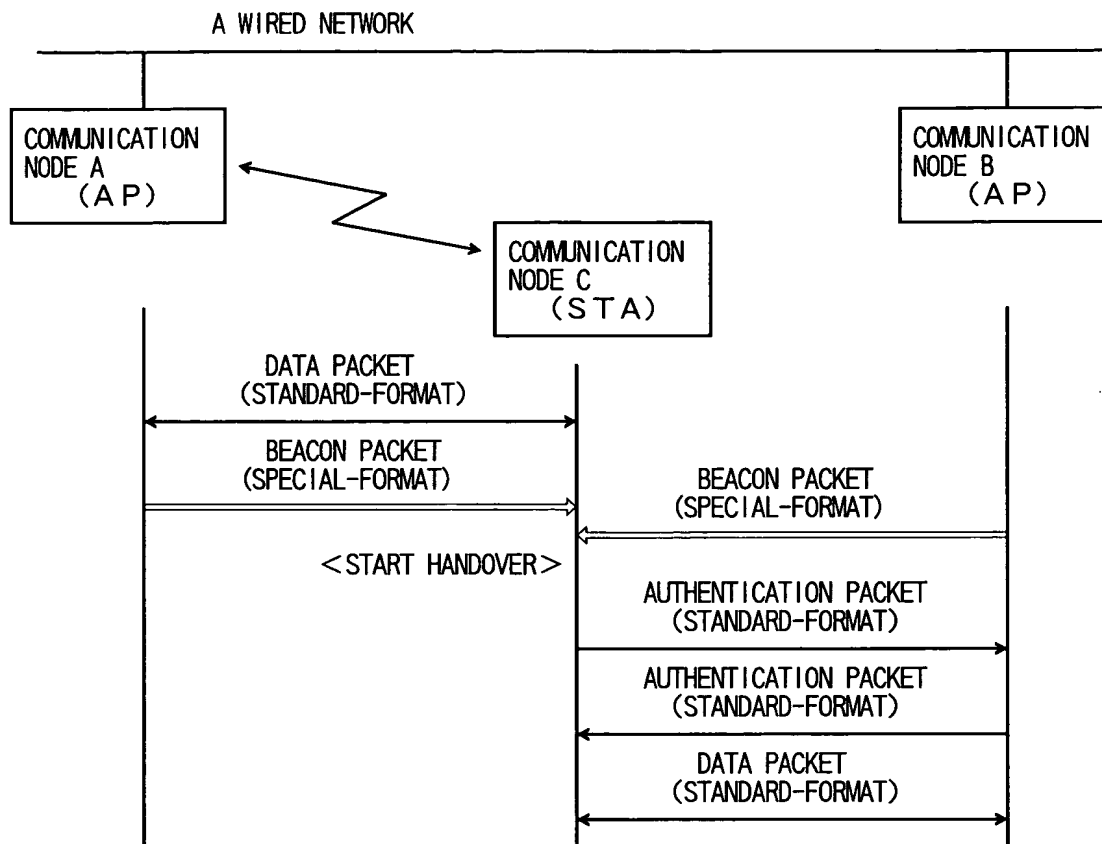 A WIRED NETWORK
COMMUNICATION
NODE A
(AP)
COMMUNICATION
NODE B
(AP)
COMMUNICATION
NODE C
(STA)
DATA PACKET
(STANDARD-FORMAT)
BEACON PACKET
(SPECIAL-FORMAT)
BEACON PACKET
(SPECIAL-FORMAT)
<START HANDOVER>
AUTHENTICATION PACKET
(STANDARD-FORMAT)
AUTHENTICATION PACKET
(STANDARD-FORMAT)
DATA PACKET
(STANDARD-FORMAT)